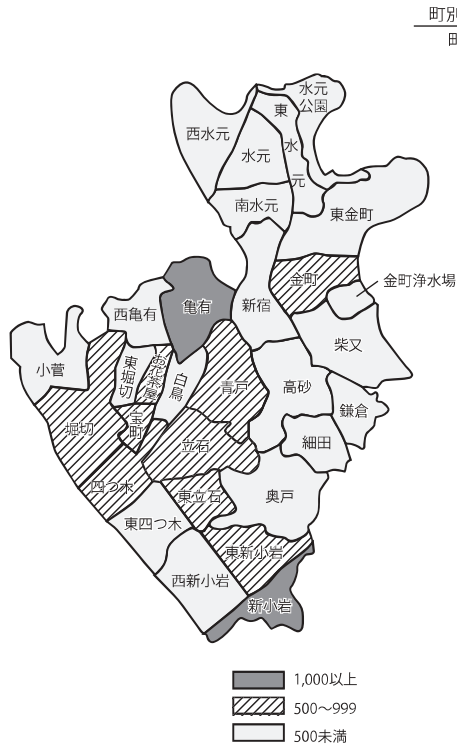 町別
町
水元
公園
東
水
元
西水元
水元
南水元
東金町
金町
金町浄水場
亀有
新宿
西亀有
柴又
小菅
東堀切
お花茶屋
白鳥
青戸
高砂
鎌倉
宝町
堀切
立石
細田
四つ木
東立石
奥戸
東四つ木
東新小岩
西新小岩
新小岩
1,000以上
500〜999
500未満